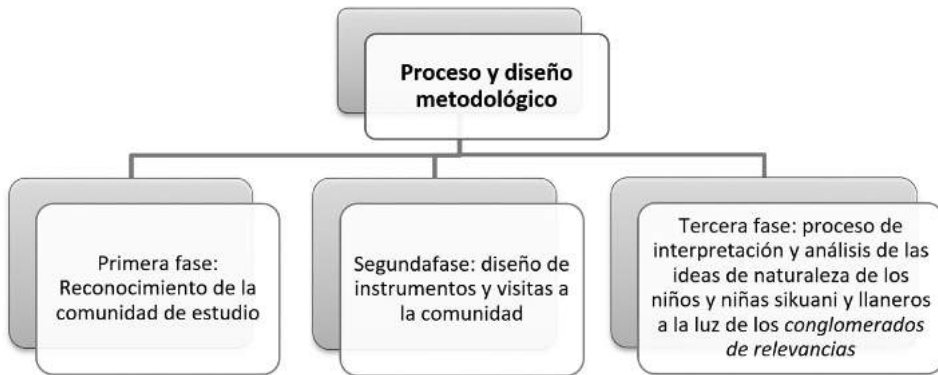 Proceso y diseño
metodológico
Primera fase:
Reconocimiento de la
comunidad de estudio
Segundafase: diseño de
instrumentos y visitas a
la comunidad
Tercera fase: proceso de
interpretación y análisis de las
ideas de naturaleza de los
niños y niñas sikuani y llaneros
a la luz de los conglomerados
de relevancias